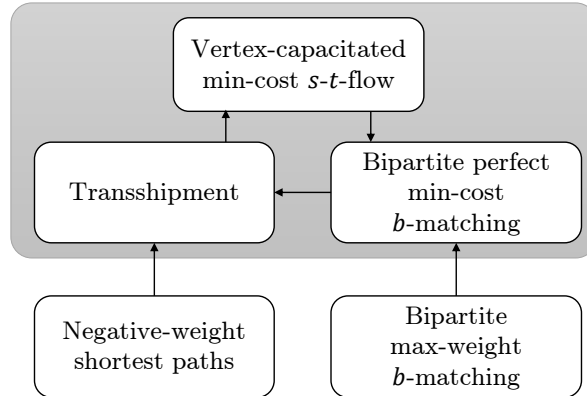 Vertex-capacitated
min-cost s-t-flow
Transshipment
Bipartite perfect
min-cost
b-matching
Negative-weight
shortest paths
Bipartite
max-weight
b-matching